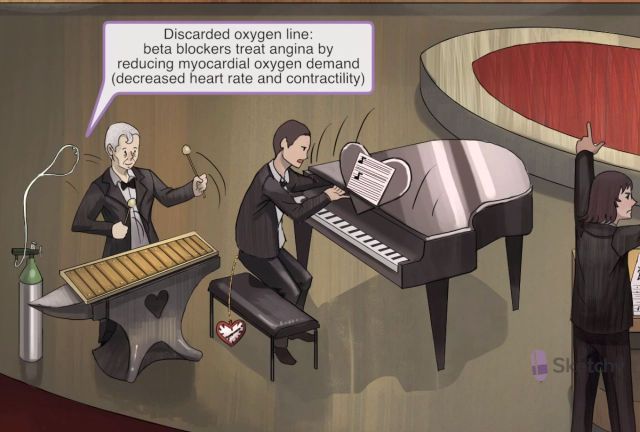 Discarded oxygen line:
beta blockers treat angina by
reducing myocardial oxygen demand
(decreased heart rate and contractility)
Sketchy